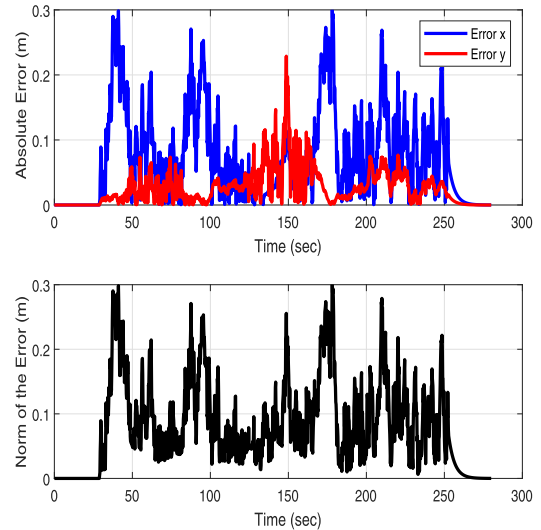 0.3
0.2
0.1
0
Absolute Error (m)
Error x
Error y
0 50 100 150 200 250 300
Time (sec)
0.3
0.2
0.1
0
Norm of the Error (m)
0 50 100 150 200 250 300
Time (sec)